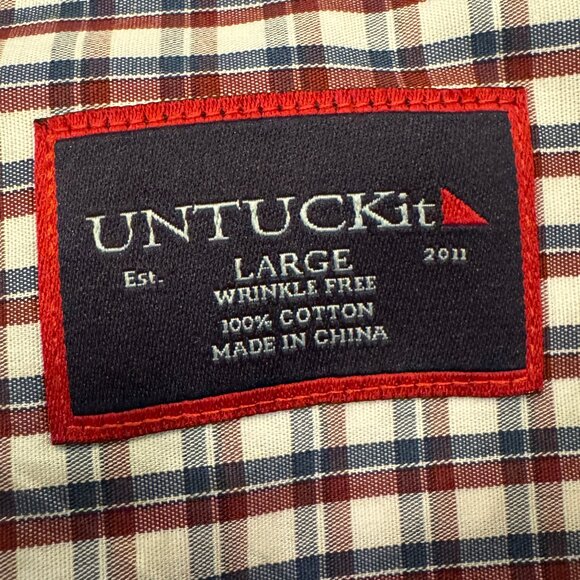 UNTUCKit
Est. LARGE 2011
WRINKLE FREE
100% COTTON
MADE IN CHINA